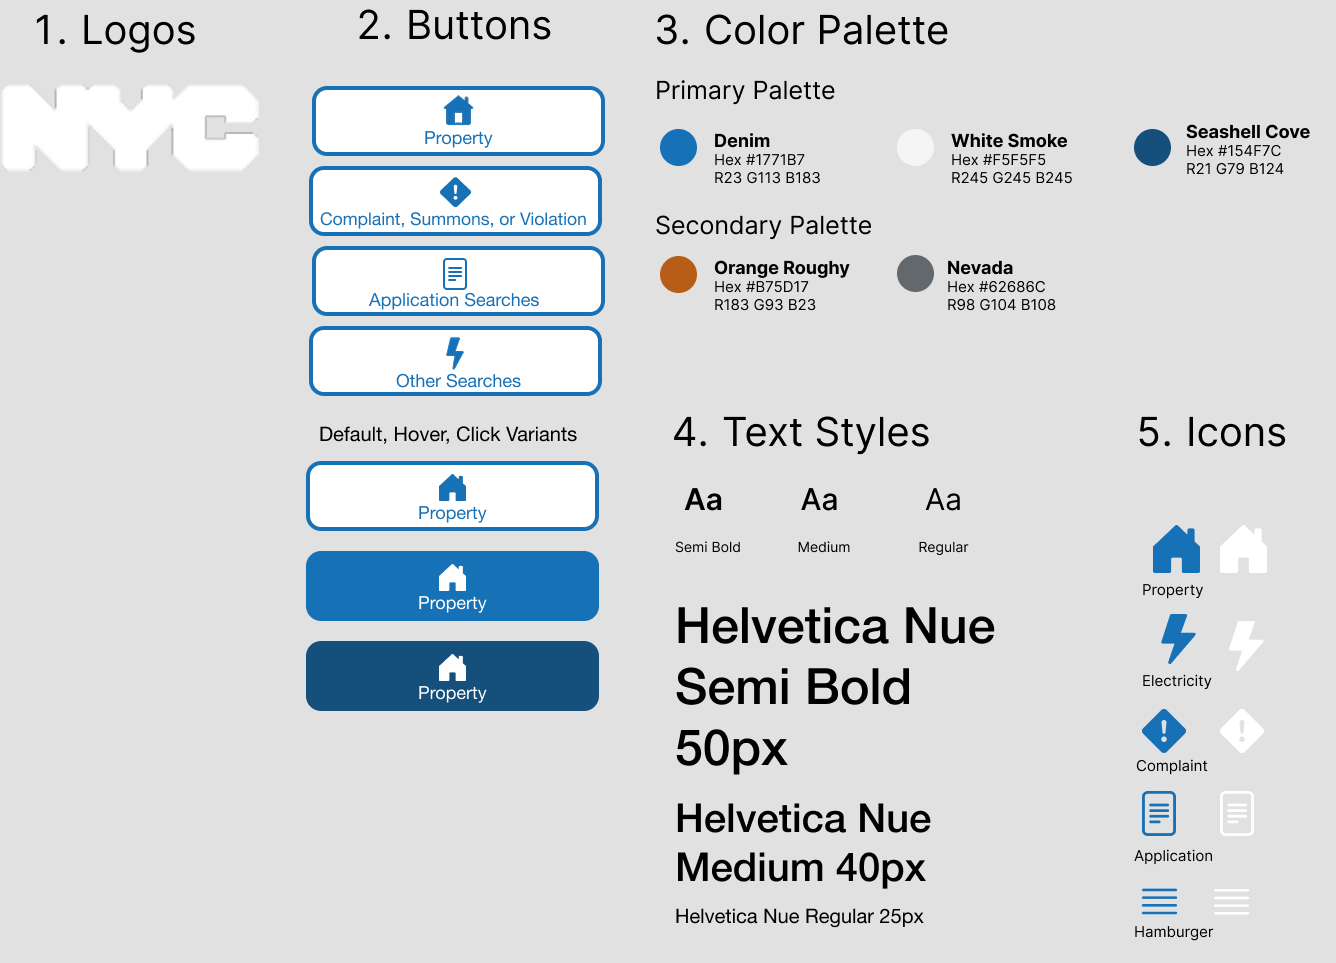 1. Logos
NYC
2. Buttons
Property
Complaint, Summons, or Violation
Application Searches
Other Searches
Default, Hover, Click Variants
Property
Property
Property
3. Color Palette
Primary Palette
Denim
Hex #1771B7
R23 G113 B183
White Smoke
Hex #F5F5F5
R245 G245 B245
Seashell Cove
Hex #154F7C
R21 G79 B124
Secondary Palette
Orange Roughy
Hex #B75D17
R183 G93 B23
Nevada
Hex #62686C
R98 G104 B108
4. Text Styles
Aa
Semi Bold
Aa
Medium
Aa
Regular
Helvetica Nue
Semi Bold
50px
Helvetica Nue
Medium 40px
Helvetica Nue Regular 25px
5. Icons
Property
Electricity
Complaint
Application
Hamburger